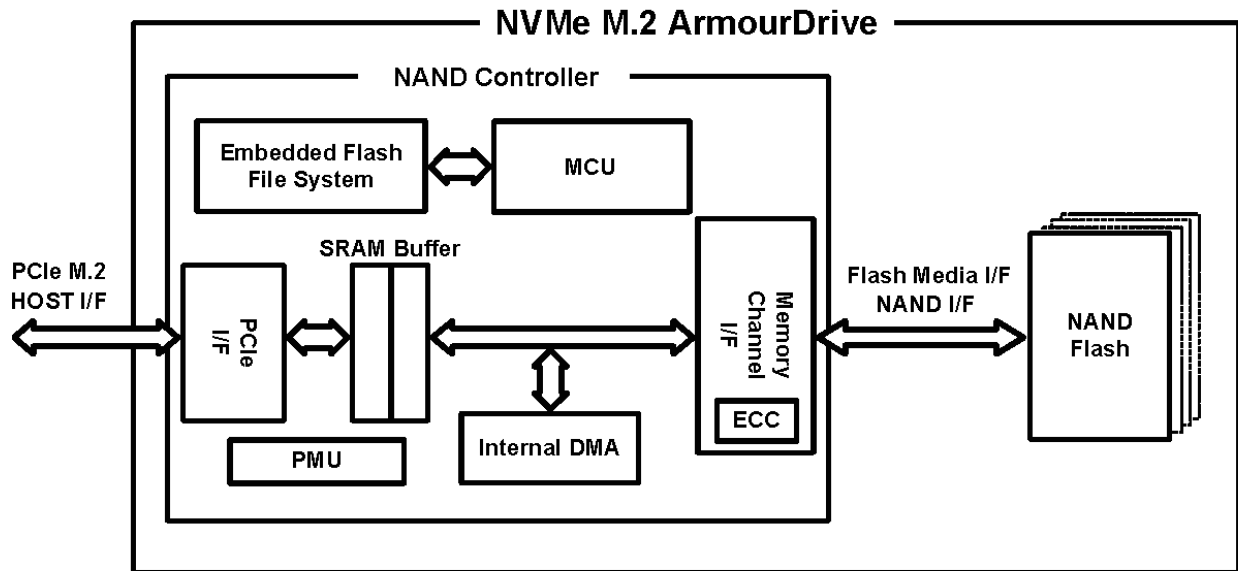 NVMe M.2 ArmourDrive
NAND Controller
Embedded Flash
File System
MCU
SRAM Buffer
PCIe M.2
HOST I/F
PCIe
I/F
Memory
Channel
I/F
ECC
Flash Media I/F
NAND I/F
NAND
Flash
PMU
Internal DMA